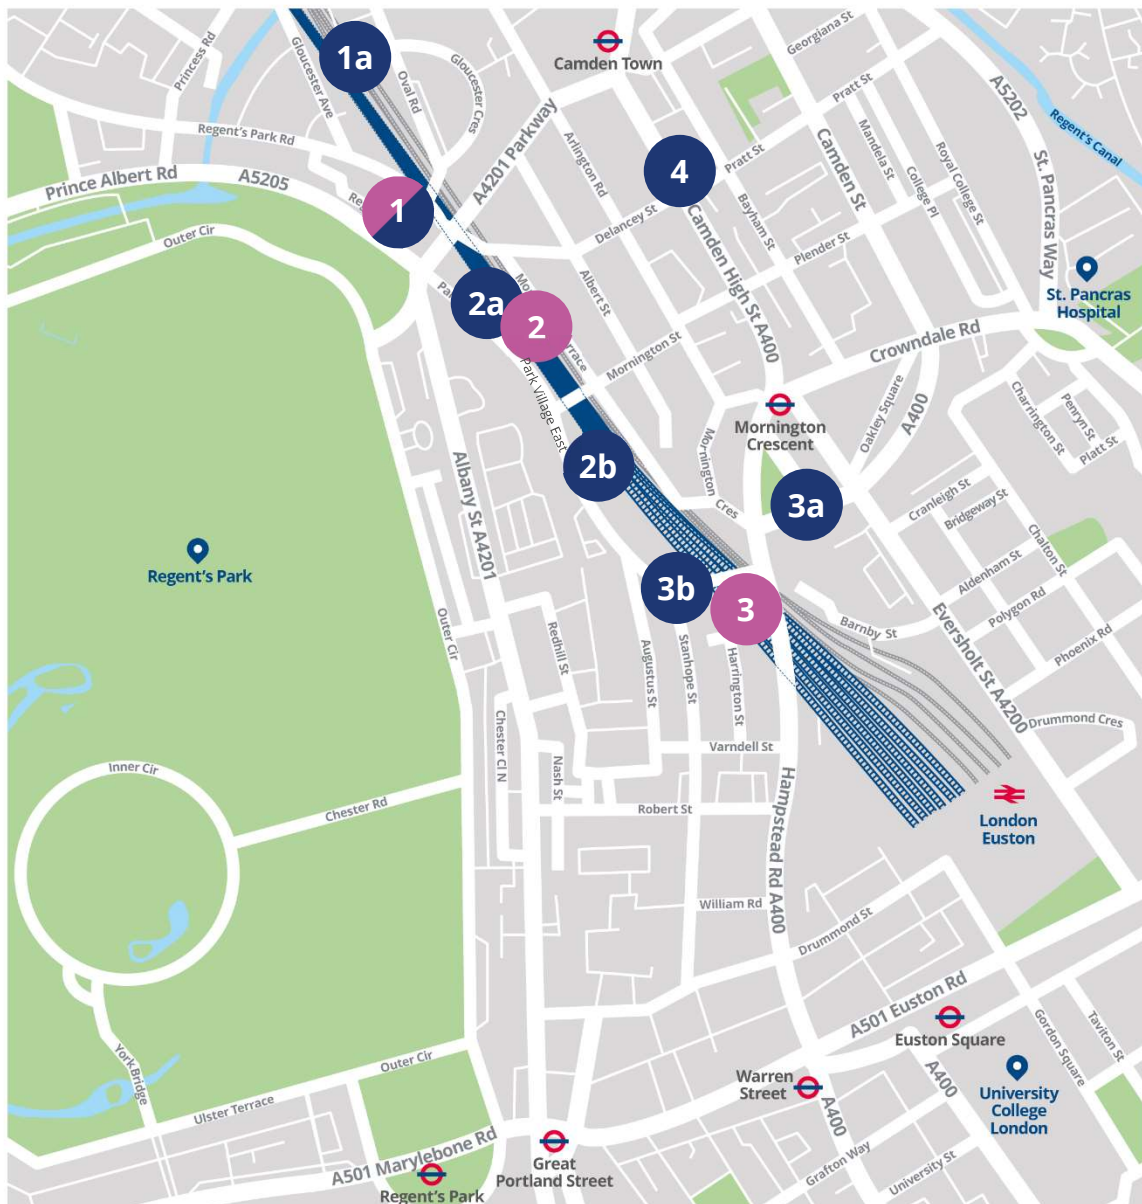 1a
Princess Rd
Gloucester Ave
Oval Rd
Gloucester Cres
Camden Town
Georgiana St
Pratt St
A5202
Regent's Canal
Regent's Park Rd
A4201 Parkway
Arlington Rd
4
Pratt St
Camden St
Mandela St
College Pl
Royal College St
St. Pancras Way
Prince Albert Rd
A5205
1
Outer Cir
Delancey St
Bayham St
Plender St
Camden High St A400
St. Pancras
Hospital
2a
2
Albert St
Mornington St
Crowndale Rd
Park Village East
Mornington
Crescent
Oakley Square
A400
Charrington St
Penryn St
Platt St
2b
Mornington
Cres
3a
Cranleigh St
Bridgeway St
Chalton St
Albany St A4201
Regent's Park
3b
3
Aldenham St
Polygon Rd
Phoenix Rd
Barnby St
Eversholt St A4200
Outer Cir
Redhill St
Augustus St
Stanhope St
Harrington St
Drummond Cres
Chester Cl N
Nash St
Varndell St
Inner Cir
Chester Rd
Robert St
Hampstead Rd A400
London
Euston
William Rd
Drummond St
A501 Euston Rd
Euston Square
Gordon Square
Taviton St
York Bridge
Outer Cir
Warren
Street
A400
A400
University
College
London
Ulster Terrace
A501 Marylebone Rd
Great
Portland Street
Grafton Way
University St
Regent's Park